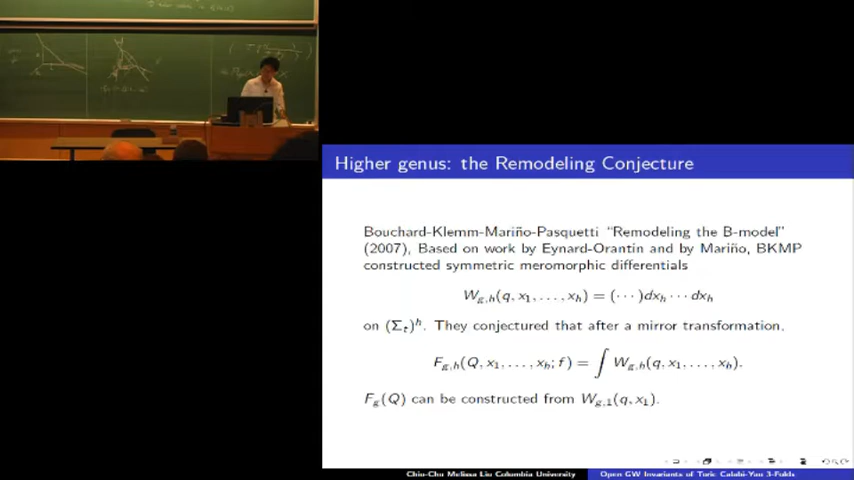 Higher genus: the Remodeling Conjecture
Bouchard-Klemm-Mariño-Pasquetti “Remodeling the B-model”
(2007), Based on work by Eynard-Orantin and by Mariño, BKMP
constructed symmetric meromorphic differentials
W_{g,h}(q, x_1, . . . , x_h) = (· · · )dx_h · · · dx_h
on (Σ_t)^h. They conjectured that after a mirror transformation,
F_{g,h}(Q, x_1, . . . , x_h; f) = ∫ W_{g,h}(q, x_1, . . . , x_h).
F_g(Q) can be constructed from W_{g,1}(q, x_1).
Chiu-Chu Melissa Liu Columbia University
Open GW Invariants of Toric Calabi-Yau 3-Folds